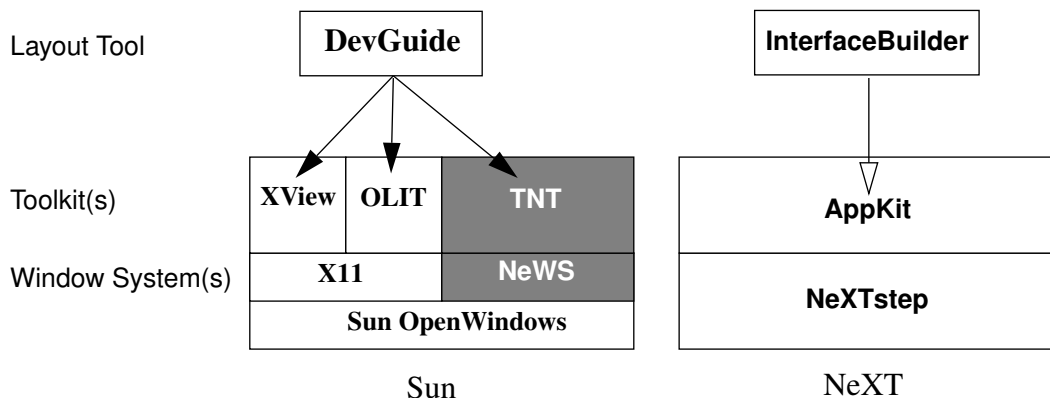 Layout Tool
DevGuide
InterfaceBuilder
Toolkit(s)
XView
OLIT
TNT
AppKit
Window System(s)
X11
NeWS
NeXTstep
Sun OpenWindows
Sun
NeXT